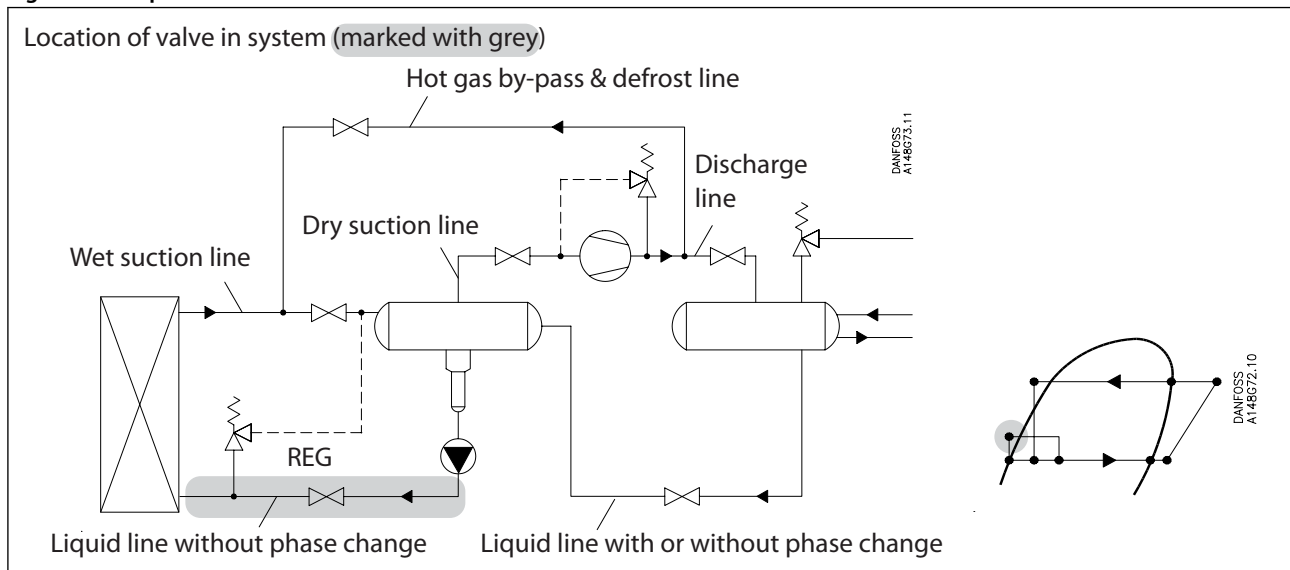 Location of valve in system (marked with grey)
Hot gas by-pass & defrost line
DANFOSS
A148G73.11
Discharge
line
Dry suction line
Wet suction line
REG
DANFOSS
A148G72.10
Liquid line without phase change
Liquid line with or without phase change